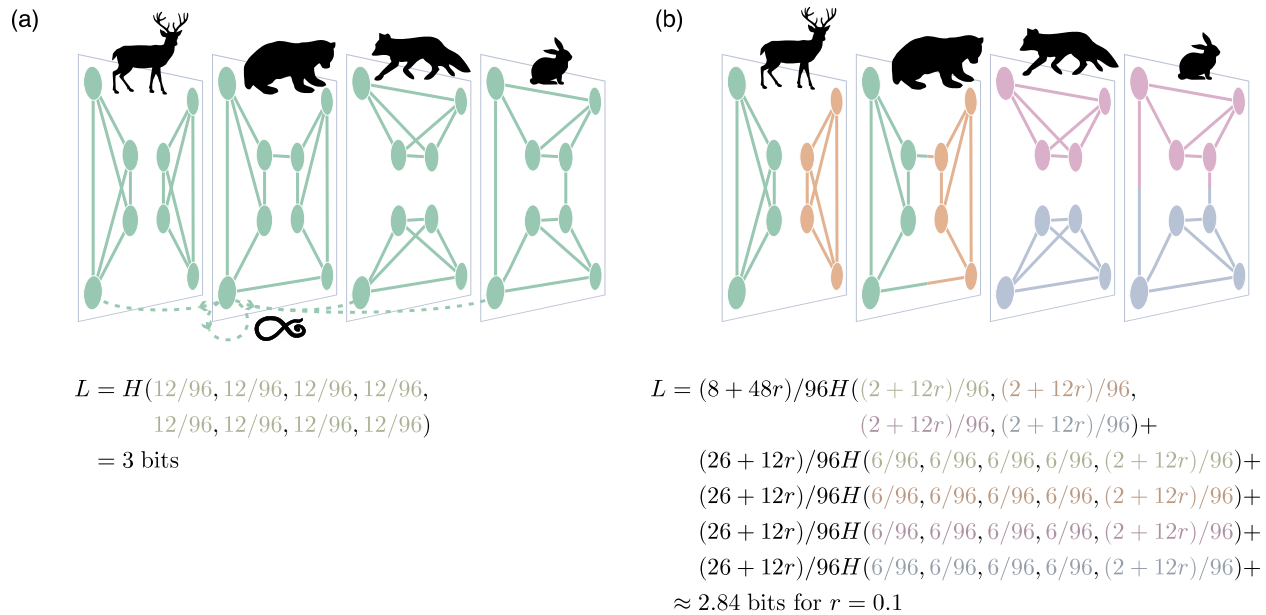 (a)
(b)
L = H(12/96, 12/96, 12/96, 12/96,
12/96, 12/96, 12/96, 12/96)
= 3 bits
L = (8 + 48r)/96H((2 + 12r)/96, (2 + 12r)/96,
(2 + 12r)/96, (2 + 12r)/96)+
(26 + 12r)/96H(6/96, 6/96, 6/96, 6/96, (2 + 12r)/96)+
(26 + 12r)/96H(6/96, 6/96, 6/96, 6/96, (2 + 12r)/96)+
(26 + 12r)/96H(6/96, 6/96, 6/96, 6/96, (2 + 12r)/96)+
(26 + 12r)/96H(6/96, 6/96, 6/96, 6/96, (2 + 12r)/96)+
≈ 2.84 bits for r = 0.1